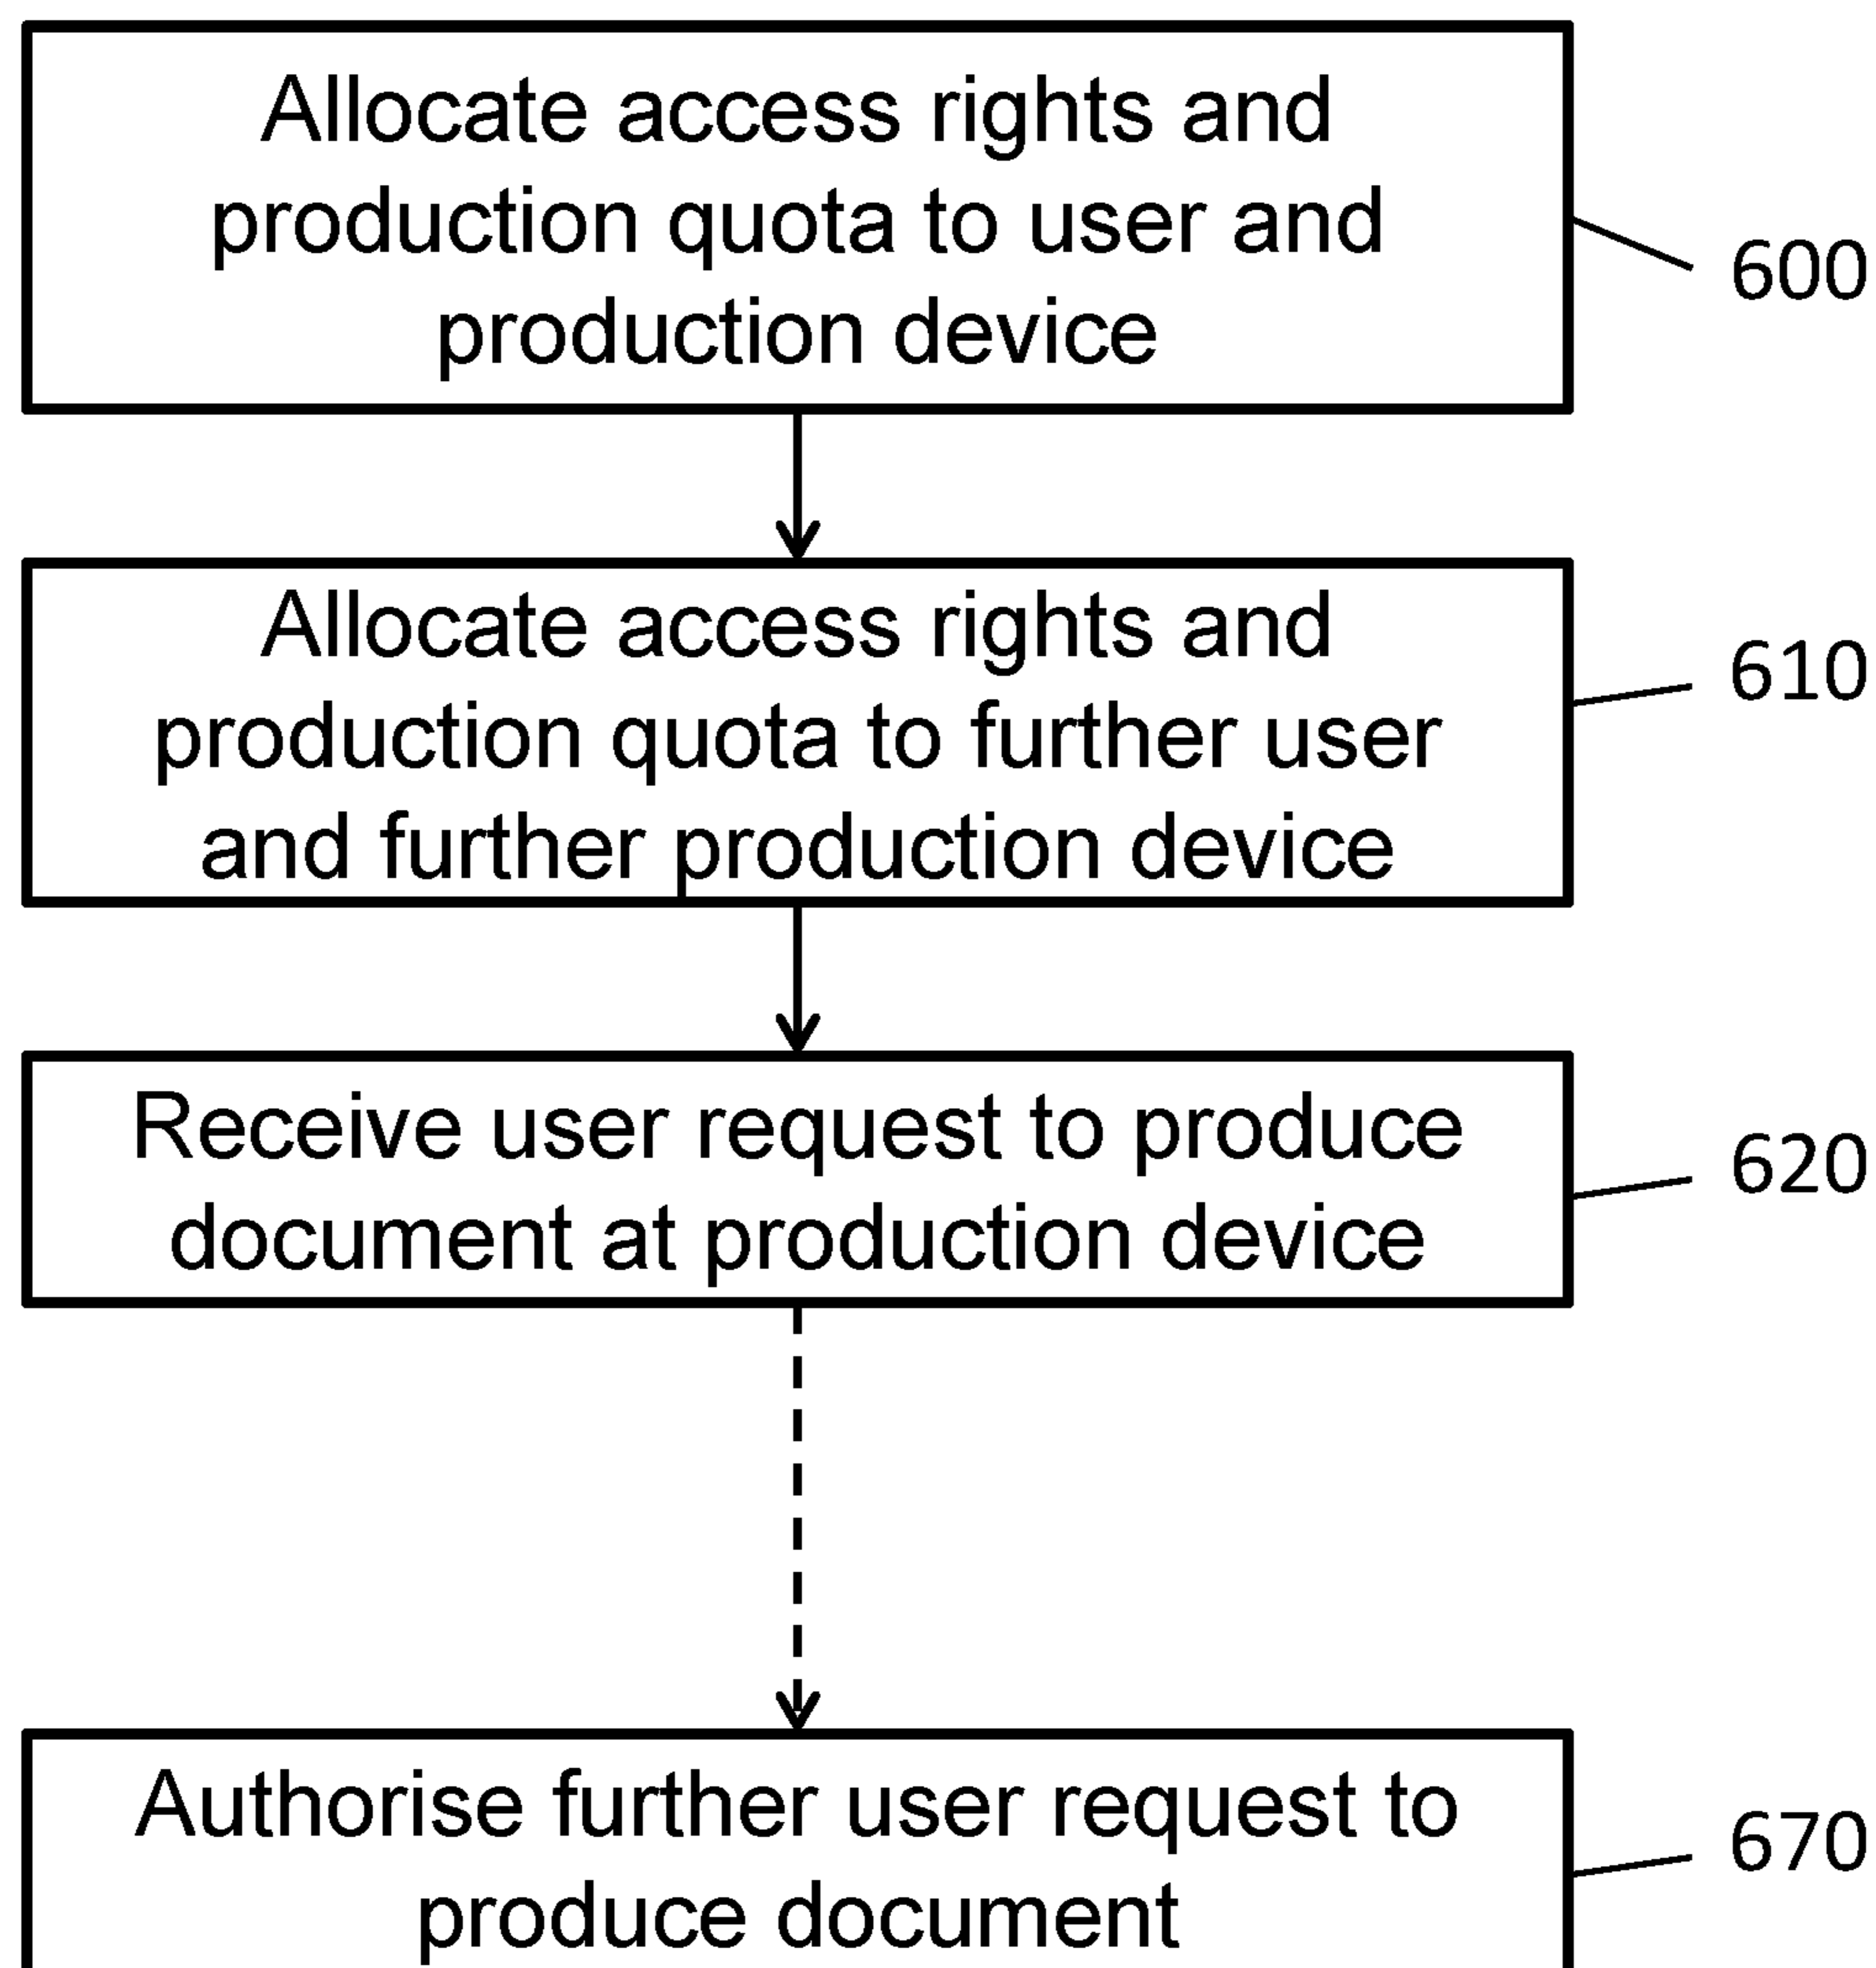 Allocate access rights and
production quota to user and
production device
600
Allocate access rights and
production quota to further user
and further production device
610
Receive user request to produce
document at production device
620
Authorise further user request to
produce document
670